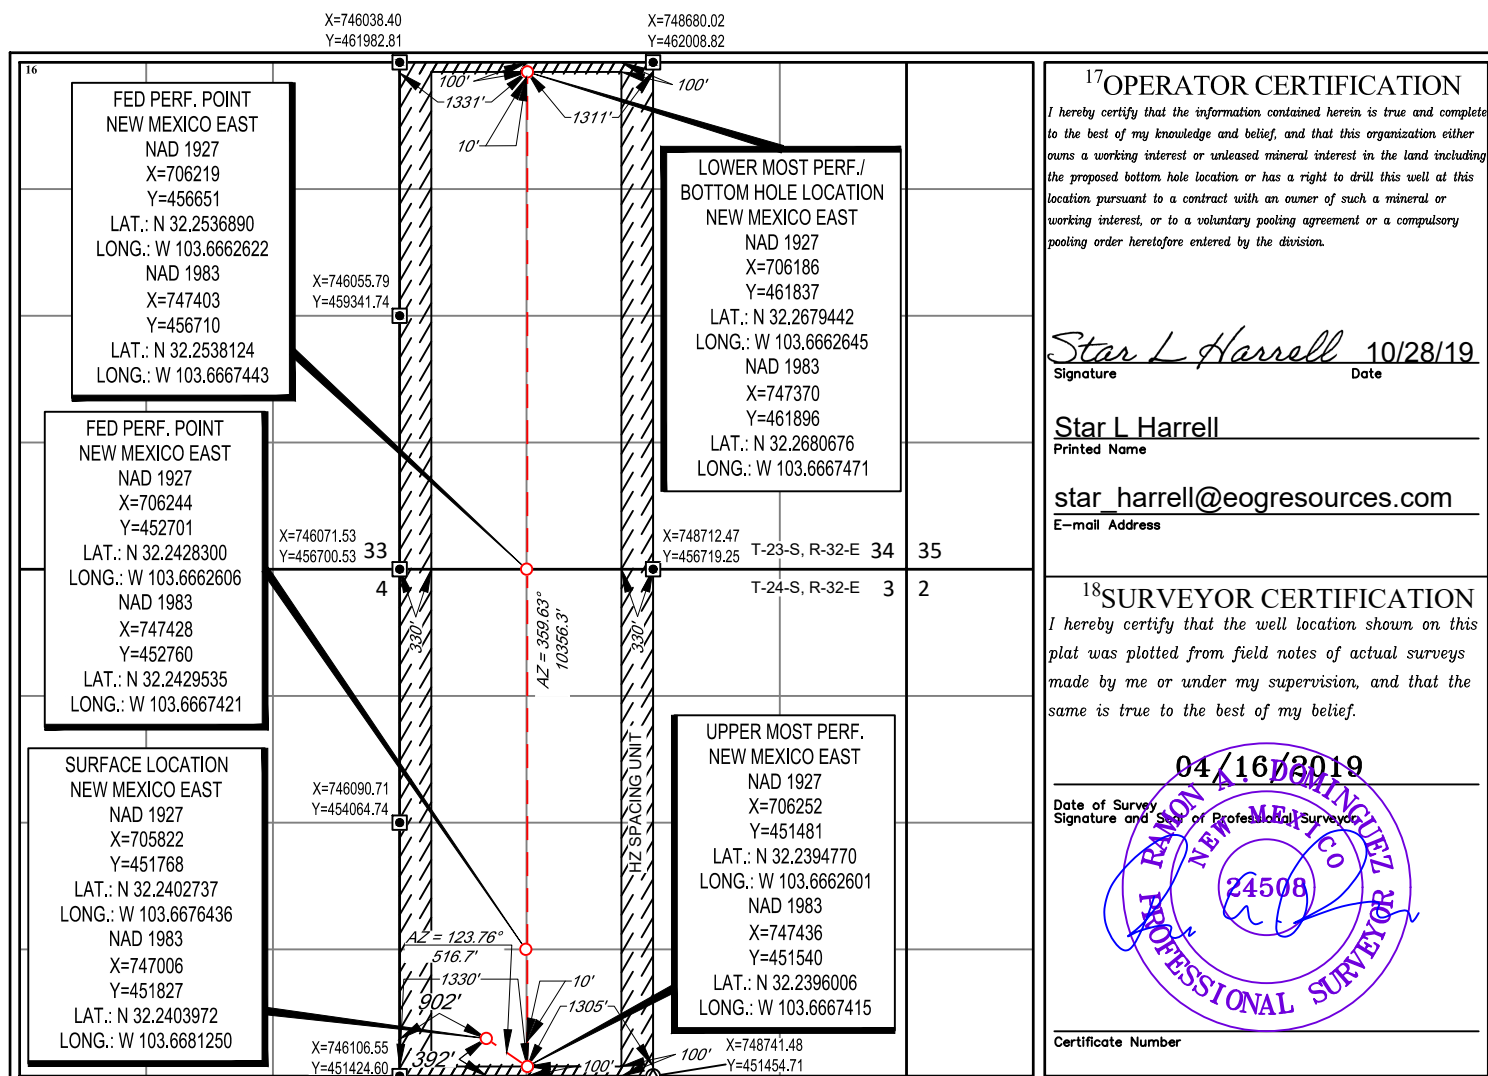 X=746038.40
Y=461982.81
X=748680.02
Y=462008.82
16
100'
1331'
10'
1311'
100'
FED PERF. POINT
NEW MEXICO EAST
NAD 1927
X=706219
Y=456651
LAT.: N 32.2536890
LONG.: W 103.6662622
NAD 1983
X=747403
Y=456710
LAT.: N 32.2538124
LONG.: W 103.6667443
LOWER MOST PERF./
BOTTOM HOLE LOCATION
NEW MEXICO EAST
NAD 1927
X=706186
Y=461837
LAT.: N 32.2679442
LONG.: W 103.6662645
NAD 1983
X=747370
Y=461896
LAT.: N 32.2680676
LONG.: W 103.6667471
X=746055.79
Y=459341.74
FED PERF. POINT
NEW MEXICO EAST
NAD 1927
X=706244
Y=452701
LAT.: N 32.2428300
LONG.: W 103.6662606
NAD 1983
X=747428
Y=452760
LAT.: N 32.2429535
LONG.: W 103.6667421
X=746071.53
Y=456700.53
33
4
X=748712.47
Y=456719.25
T-23-S, R-32-E 34 35
T-24-S, R-32-E 3 2
330'
330'
AZ = 359.63°
10356.3'
HZ SPACING UNIT
SURFACE LOCATION
NEW MEXICO EAST
NAD 1927
X=705822
Y=451768
LAT.: N 32.2402737
LONG.: W 103.6676436
NAD 1983
X=747006
Y=451827
LAT.: N 32.2403972
LONG.: W 103.6681250
X=746090.71
Y=454064.74
UPPER MOST PERF.
NEW MEXICO EAST
NAD 1927
X=706252
Y=451481
LAT.: N 32.2394770
LONG.: W 103.6662601
NAD 1983
X=747436
Y=451540
LAT.: N 32.2396006
LONG.: W 103.6667415
AZ = 123.76°
516.7'
1330'
10'
1305'
902'
392'
100'
100'
X=746106.55
Y=451424.60
X=748741.48
Y=451454.71
17OPERATOR CERTIFICATION
I hereby certify that the information contained herein is true and complete
to the best of my knowledge and belief, and that this organization either
owns a working interest or unleased mineral interest in the land including
the proposed bottom hole location or has a right to drill this well at this
location pursuant to a contract with an owner of such a mineral or
working interest, or to a voluntary pooling agreement or a compulsory
pooling order heretofore entered by the division.
Star L Harrell 10/28/19
Signature Date
Star L Harrell
Printed Name
star_harrell@eogresources.com
E-mail Address
18SURVEYOR CERTIFICATION
I hereby certify that the well location shown on this
plat was plotted from field notes of actual surveys
made by me or under my supervision, and that the
same is true to the best of my belief.
04/16/2019
Date of Survey
Signature and Seal of Professional Surveyor
RAMON A. DOMINGUEZ
NEW MEXICO
24508
PROFESSIONAL SURVEYOR
Certificate Number